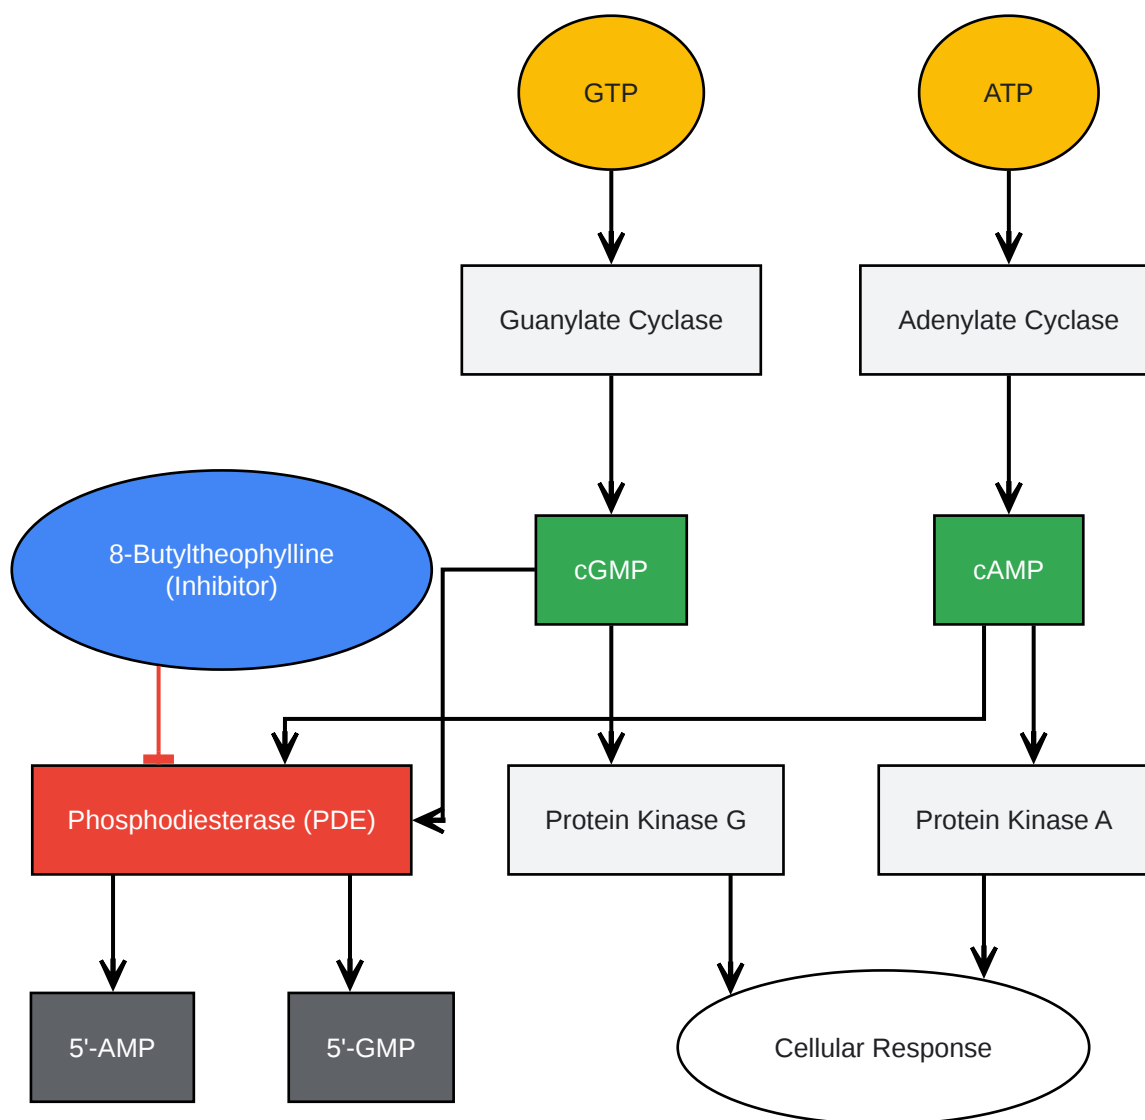 GTP
ATP
Guanylate Cyclase
Adenylate Cyclase
8-Butyltheophylline
(Inhibitor)
cGMP
cAMP
Phosphodiesterase (PDE)
Protein Kinase G
Protein Kinase A
5'-AMP
5'-GMP
Cellular Response